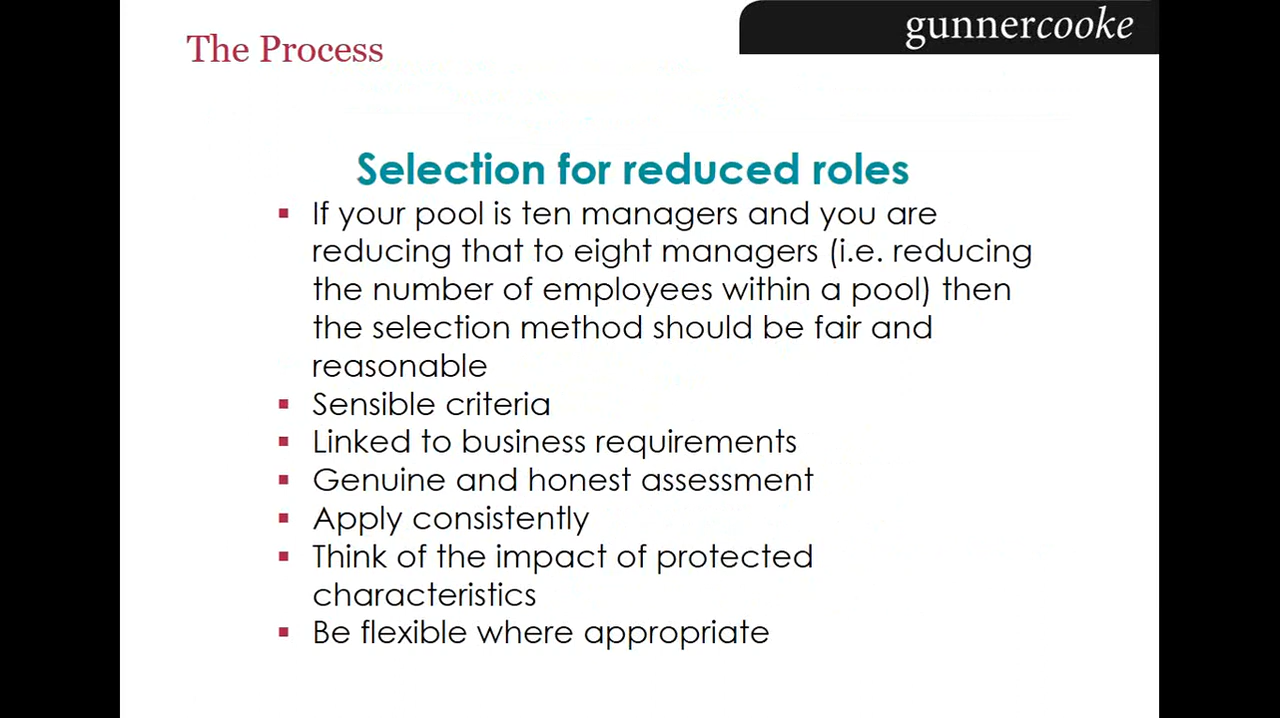 The Process
gunnercooke
Selection for reduced roles
▪ If your pool is ten managers and you are
reducing that to eight managers (i.e. reducing
the number of employees within a pool) then
the selection method should be fair and
reasonable
▪ Sensible criteria
▪ Linked to business requirements
▪ Genuine and honest assessment
▪ Apply consistently
▪ Think of the impact of protected
characteristics
▪ Be flexible where appropriate